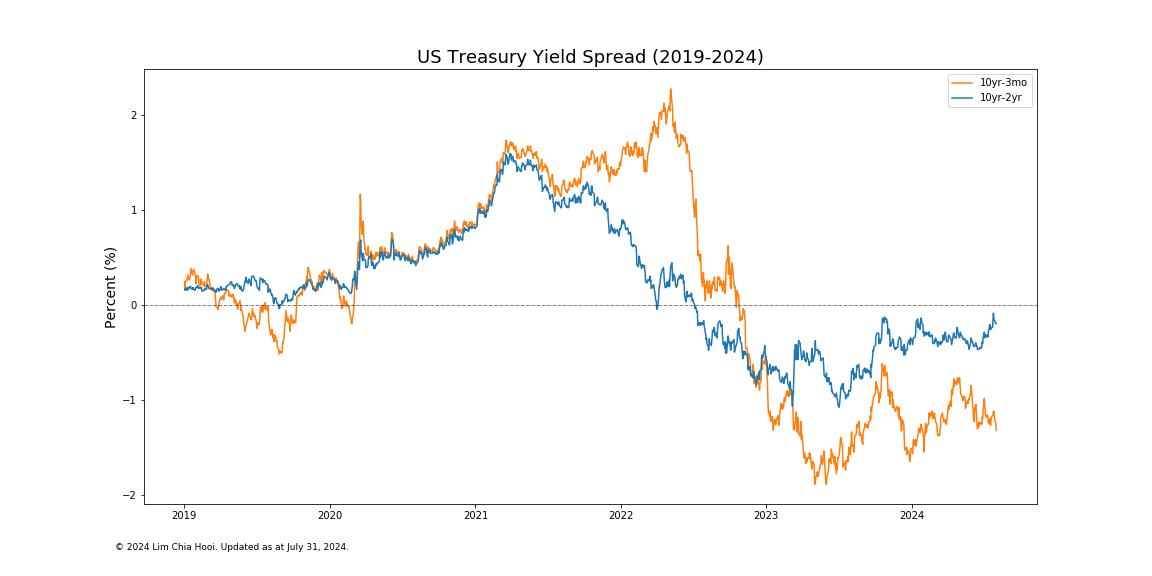 US Treasury Yield Spread (2019-2024)
10yr-3mo
10yr-2yr
Percent (%)
2
1
0
−1
−2
2019 2020 2021 2022 2023 2024
© 2024 Lim Chia Hooi. Updated as at July 31, 2024.